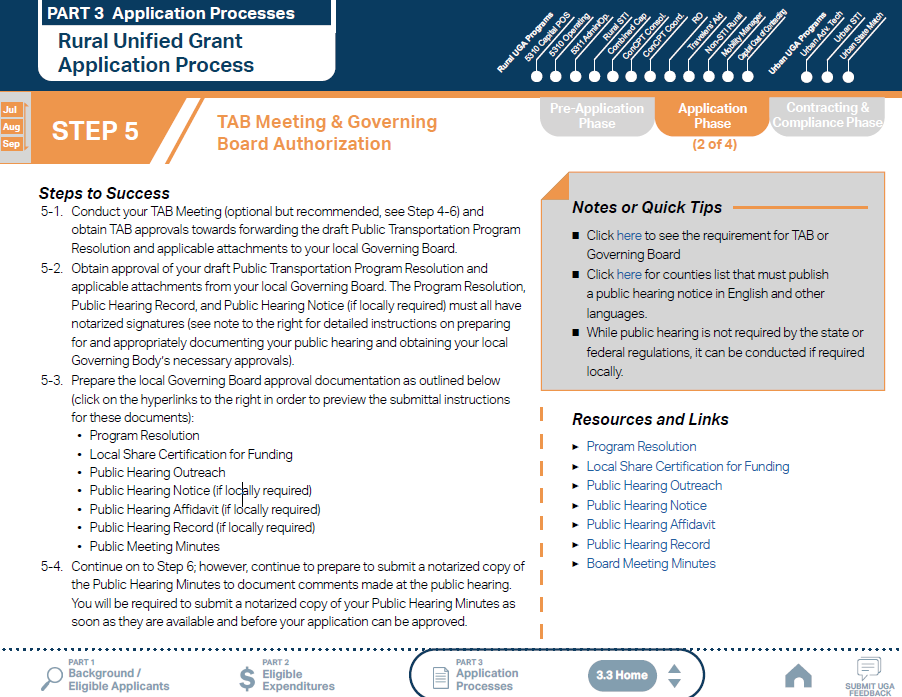 PART 3 Application Processes
Rural Unified Grant
Application Process
Rural UGA Programs
5310 Capital POS
5310 Operating
5311 Admin/Op.
Rural STI
Combined Cap
ConCPT Consol.
ConCPT Coord.
RO
Travelers' Aid
Non-STI Rural
Mobility Manager
Capital Cost of Contracting
Urban UGA Programs
Urban Adv. Tech
Urban STI
Urban State Match
Jul
Aug
Sep
STEP 5
TAB Meeting & Governing
Board Authorization
Pre-Application
Phase
Application
Phase
(2 of 4)
Contracting &
Compliance Phase
Steps to Success
5-1. Conduct your TAB Meeting (optional but recommended, see Step 4-6) and
obtain TAB approvals towards forwarding the draft Public Transportation Program
Resolution and applicable attachments to your local Governing Board.
5-2. Obtain approval of your draft Public Transportation Program Resolution and
applicable attachments from your local Governing Board. The Program Resolution,
Public Hearing Record, and Public Hearing Notice (if locally required) must all have
notarized signatures (see note to the right for detailed instructions on preparing
for and appropriately documenting your public hearing and obtaining your local
Governing Body's necessary approvals).
5-3. Prepare the local Governing Board approval documentation as outlined below
(click on the hyperlinks to the right in order to preview the submittal instructions
for these documents):
• Program Resolution
• Local Share Certification for Funding
• Public Hearing Outreach
• Public Hearing Notice (if locally required)
• Public Hearing Affidavit (if locally required)
• Public Hearing Record (if locally required)
• Public Meeting Minutes
5-4. Continue on to Step 6; however, continue to prepare to submit a notarized copy of
the Public Hearing Minutes to document comments made at the public hearing.
You will be required to submit a notarized copy of your Public Hearing Minutes as
soon as they are available and before your application can be approved.
Notes or Quick Tips
■ Click here to see the requirement for TAB or
Governing Board
■ Click here for counties list that must publish
a public hearing notice in English and other
languages.
■ While public hearing is not required by the state or
federal regulations, it can be conducted if required
locally.
Resources and Links
► Program Resolution
► Local Share Certification for Funding
► Public Hearing Outreach
► Public Hearing Notice
► Public Hearing Affidavit
► Public Hearing Record
► Board Meeting Minutes
PART 1
Background /
Eligible Applicants
PART 2
Eligible
Expenditures
PART 3
Application
Processes
3.3 Home
SUBMIT UGA
FEEDBACK